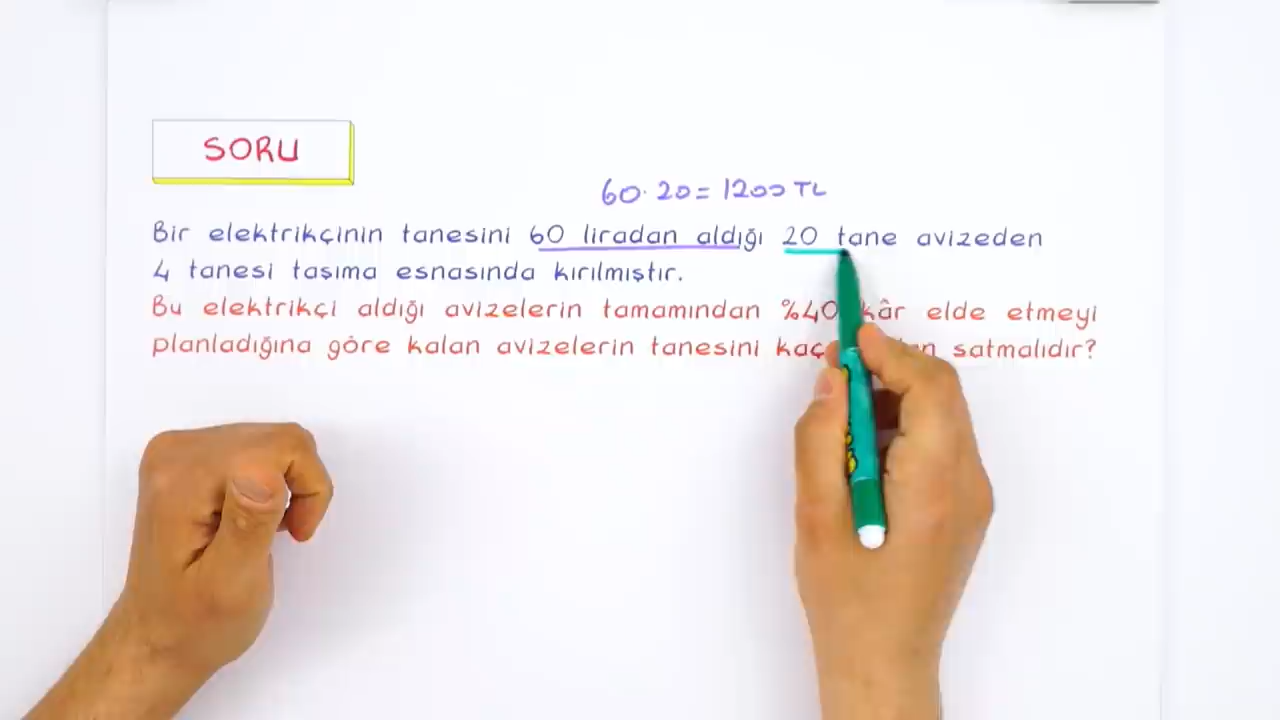 SORU
60·20=1200 TL
Bir elektrikçinin tanesini 60 liradan aldığı 20 tane avizeden
4 tanesi taşıma esnasında kırılmıştır.
Bu elektrikçi aldığı avizelerin tamamından %40 kâr elde etmeyi
planladığına göre kalan avizelerin tanesini satmalıdır?